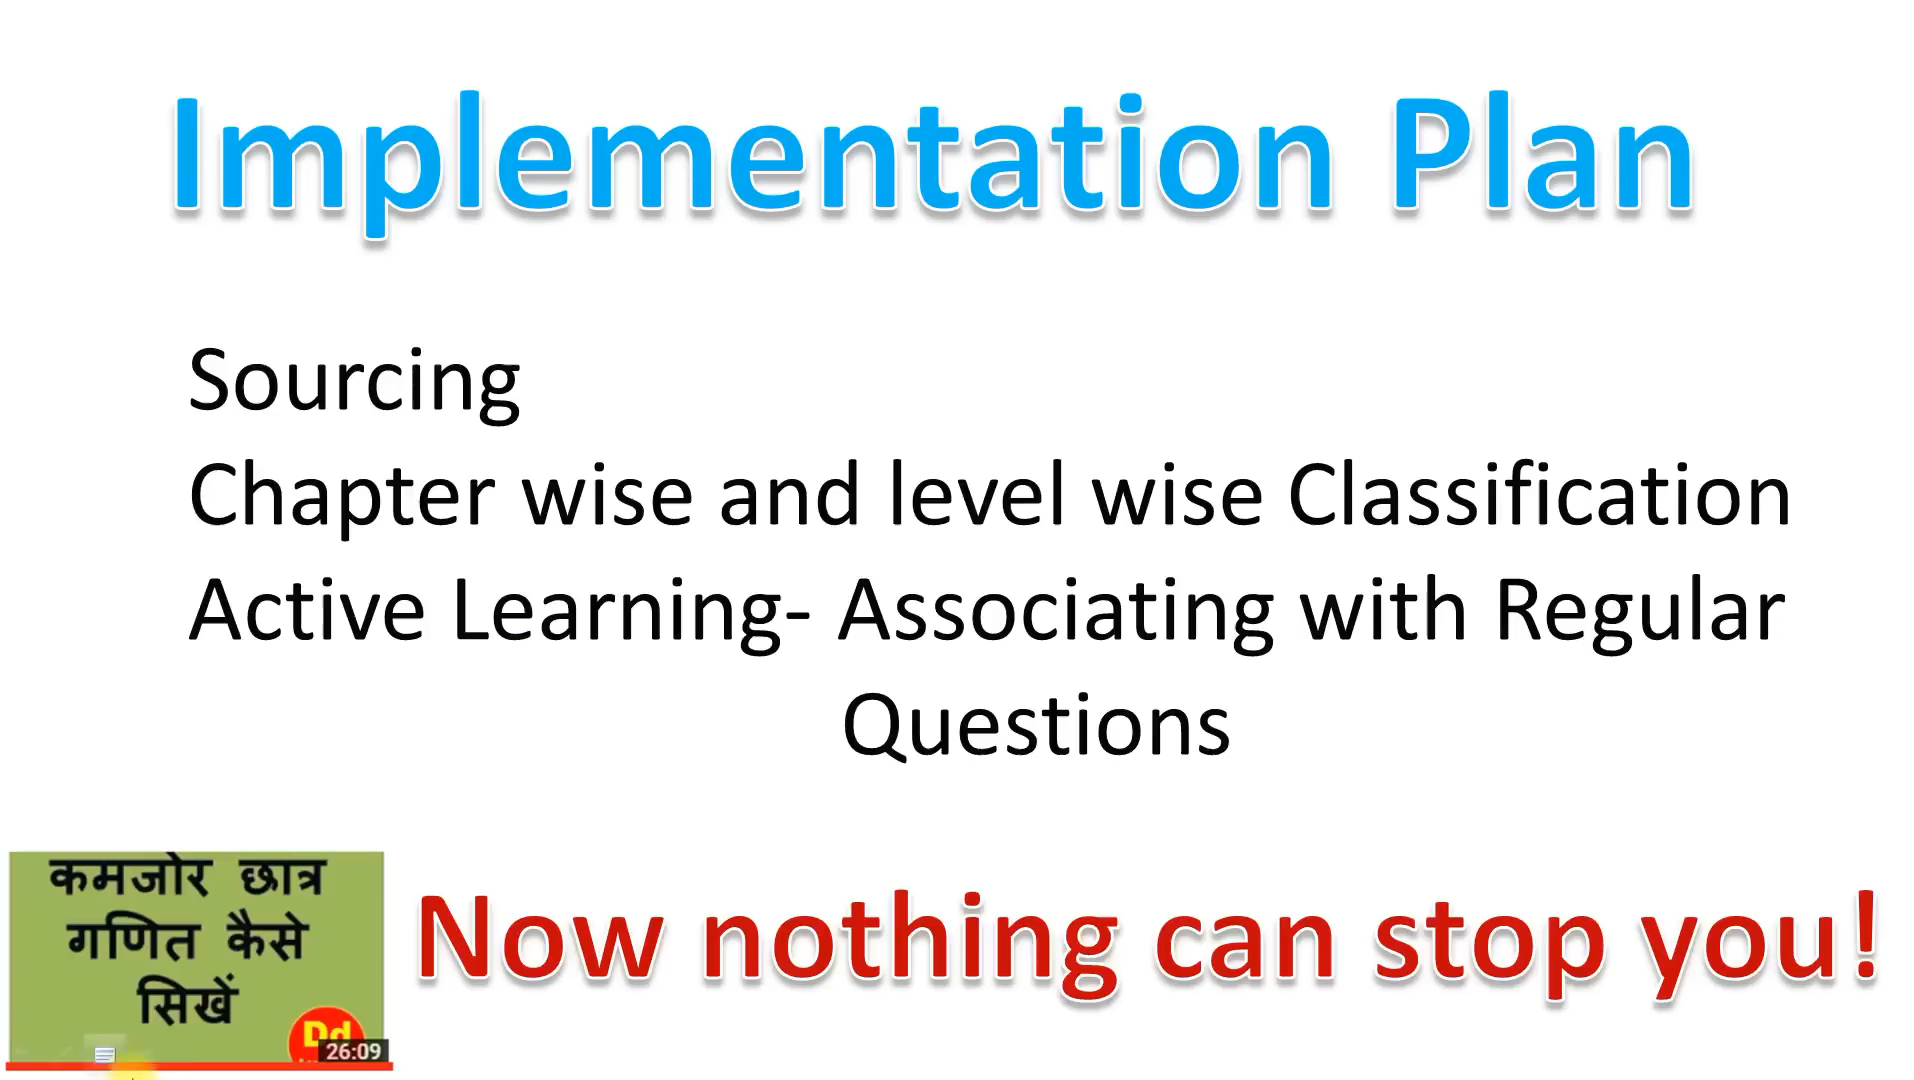 Implementation Plan
Sourcing
Chapter wise and level wise Classification
Active Learning- Associating with Regular
Questions
कमजोर छात्र
गणित कैसे
सिखें
Dd
26:09
Now nothing can stop you!